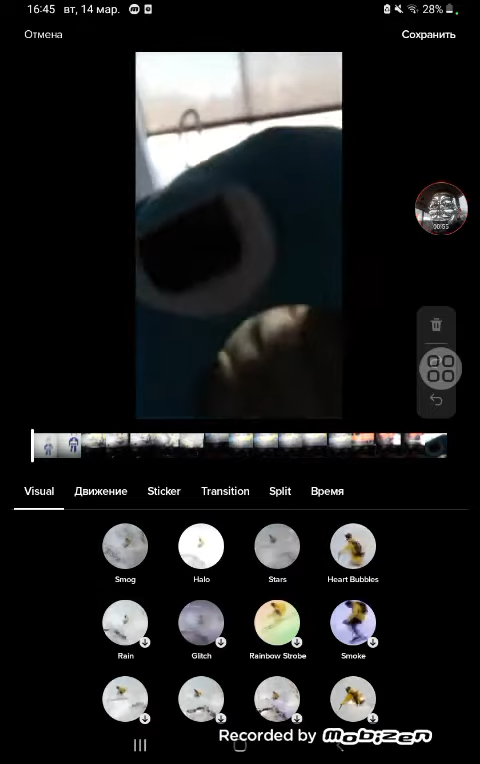 16:45 вт, 14 мар. 28%
Отмена Сохранить
00:55
Visual Движение Sticker Transition Split Время
Smog Halo Stars Heart Bubbles
Rain Glitch Rainbow Strobe Smoke
Recorded by mobizen